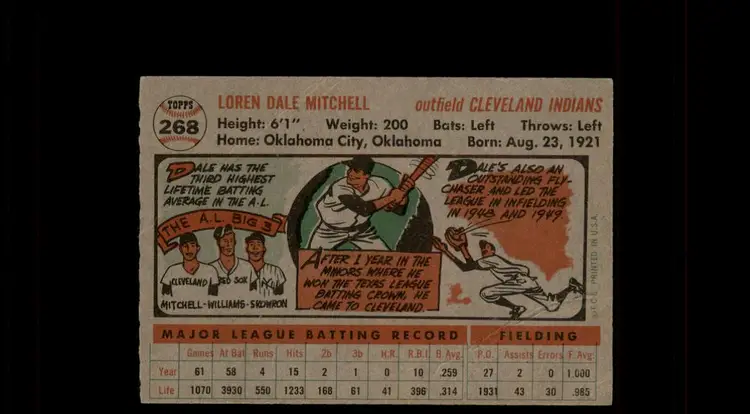 TOPPS
268
LOREN DALE MITCHELL outfield CLEVELAND INDIANS
Height: 6'1" Weight: 200 Bats: Left Throws: Left
Home: Oklahoma City, Oklahoma Born: Aug. 23, 1921
DALE HAS THE
THIRD HIGHEST
LIFETIME BATTING
AVERAGE IN THE A.L.
THE A.L. BIG 3
CLEVELAND RED SOX NY
MITCHELL-WILLIAMS-SKOWRON
AFTER 1 YEAR IN THE
MINORS WHERE HE
WON THE TEXAS LEAGUE
BATTING CROWN, HE
CAME TO CLEVELAND.
DALE'S ALSO AN
OUTSTANDING FLY-
CHASER AND LED THE
LEAGUE IN INFIELDING
IN 1948 AND 1949
©T.C.G. PRINTED IN U.S.A.
MAJOR LEAGUE BATTING RECORD FIELDING
Games At Bat Runs Hits 2b 3b H.R. R.B.I. B.Avg. P.O. Assists Errors F.Avg.
Year 61 58 4 15 2 1 0 10 .259 27 2 0 1.000
Life 1070 3930 550 1233 168 61 41 396 .314 1931 43 30 .985